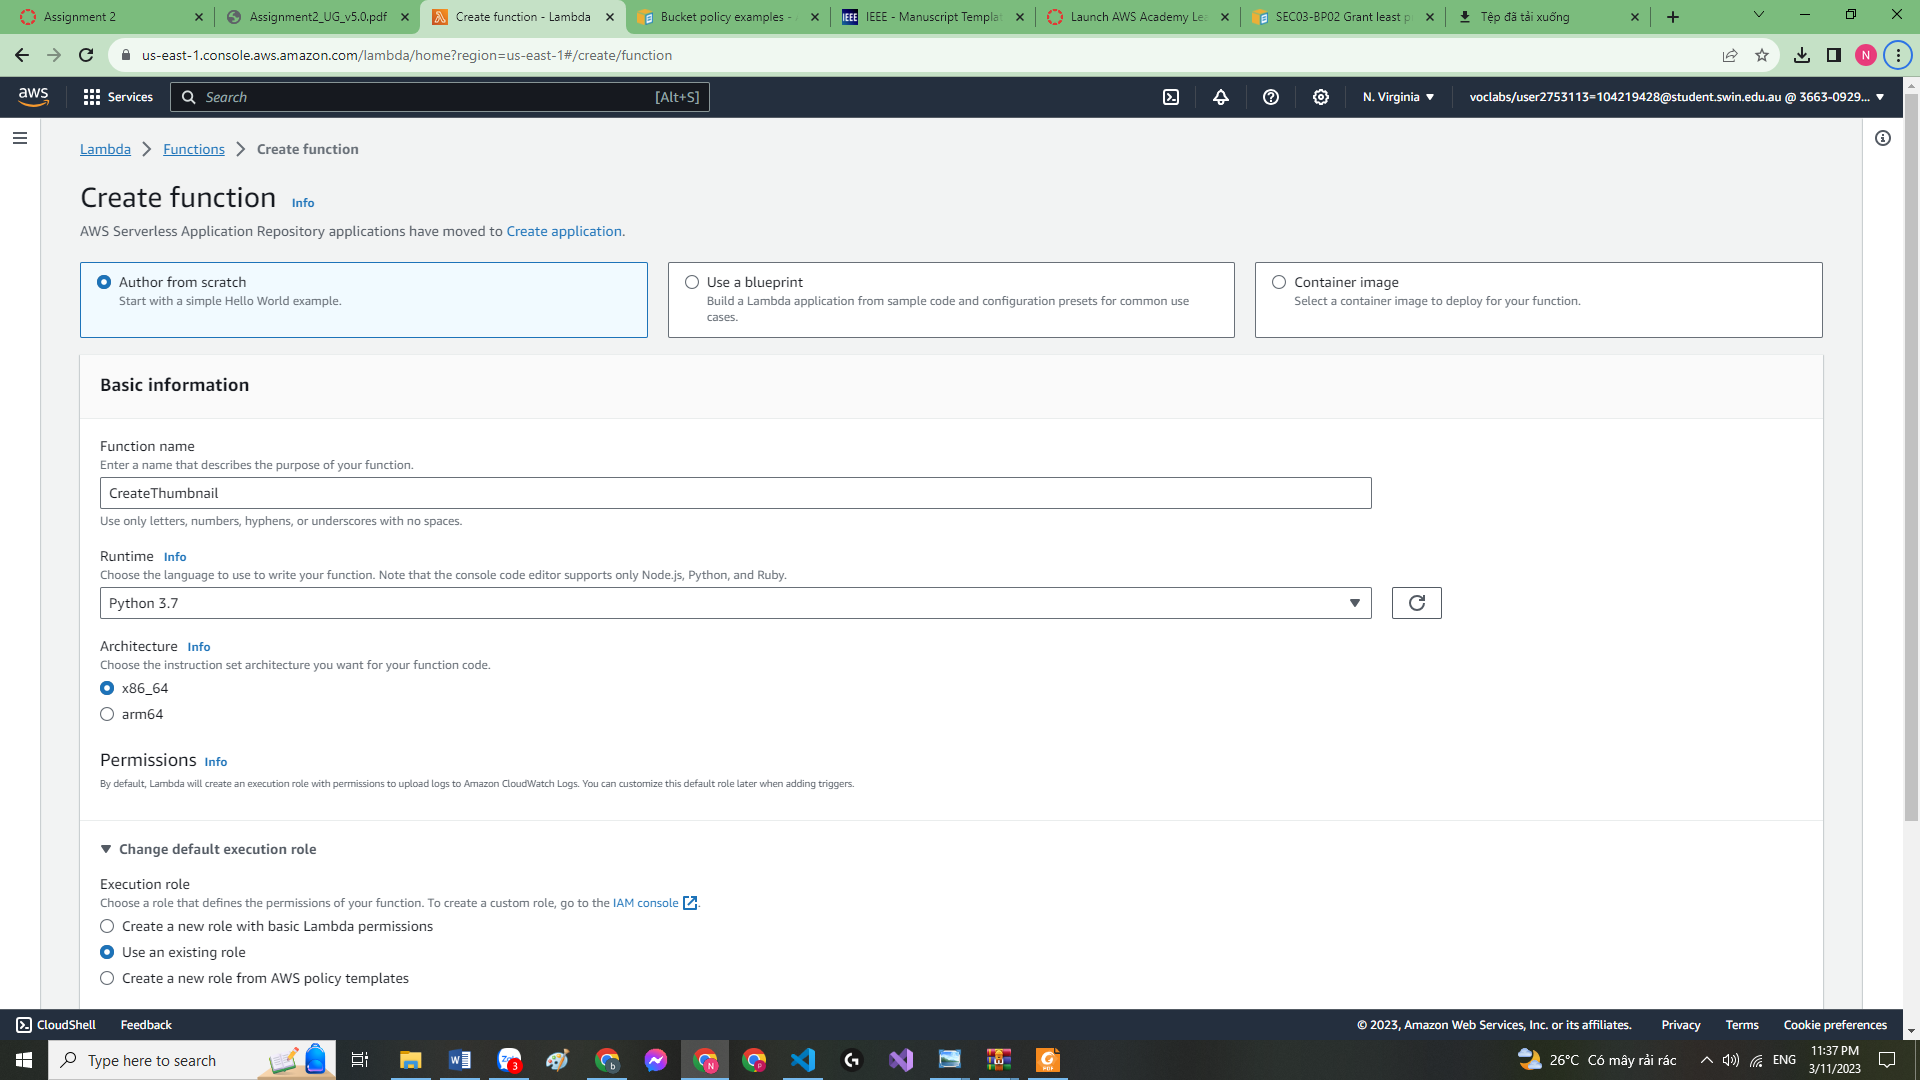 Assignment 2
Assignment2_UG_v5.0.pdf
Create function - Lambda
Bucket policy examples -
IEEE - Manuscript Templat
Launch AWS Academy Lea
SEC03-BP02 Grant least p
Tệp đã tải xuống
us-east-1.console.aws.amazon.com/lambda/home?region=us-east-1#/create/function
N
aws
Services
Search
[Alt+S]
N. Virginia
voclabs/user2753113=104219428@student.swin.edu.au @ 3663-0929...
Lambda
Functions
Create function
Create function
Info
AWS Serverless Application Repository applications have moved to Create application.
Author from scratch
Start with a simple Hello World example.
Use a blueprint
Build a Lambda application from sample code and configuration presets for common use
cases.
Container image
Select a container image to deploy for your function.
Basic information
Function name
Enter a name that describes the purpose of your function.
CreateThumbnail
Use only letters, numbers, hyphens, or underscores with no spaces.
Runtime Info
Choose the language to use to write your function. Note that the console code editor supports only Node.js, Python, and Ruby.
Python 3.7
Architecture Info
Choose the instruction set architecture you want for your function code.
x86_64
arm64
Permissions Info
By default, Lambda will create an execution role with permissions to upload logs to Amazon CloudWatch Logs. You can customize this default role later when adding triggers.
Change default execution role
Execution role
Choose a role that defines the permissions of your function. To create a custom role, go to the IAM console.
Create a new role with basic Lambda permissions
Use an existing role
Create a new role from AWS policy templates
CloudShell
Feedback
© 2023, Amazon Web Services, Inc. or its affiliates.
Privacy
Terms
Cookie preferences
Type here to search
26°C Có mây rải rác
ENG
11:37 PM
3/11/2023